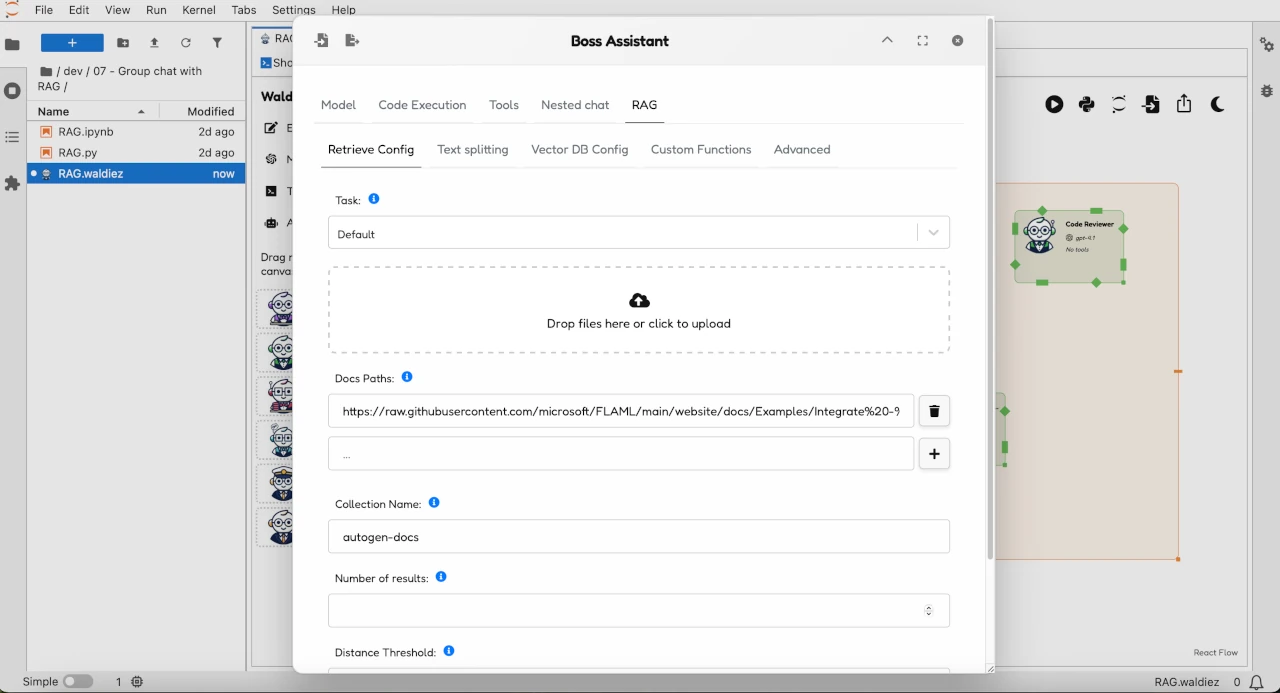 File Edit View Run Kernel Tabs Settings Help
/ dev / 07 - Group chat with
RAG /
Name Modified
RAG.ipynb 2d ago
RAG.py 2d ago
RAG.waldiez now
RAG
Sho
Wald
E
M
T
A
Drag
canva
Boss Assistant
Model Code Execution Tools Nested chat RAG
Retrieve Config Text splitting Vector DB Config Custom Functions Advanced
Task:
Default
Drop files here or click to upload
Docs Paths:
https://raw.githubusercontent.com/microsoft/FLAML/main/website/docs/Examples/Integrate%20-%
...
Collection Name:
autogen-docs
Number of results:
Distance Threshold:
Code Reviewer
gpt-4.1
No tools
React Flow
Simple 1 RAG.waldiez 0